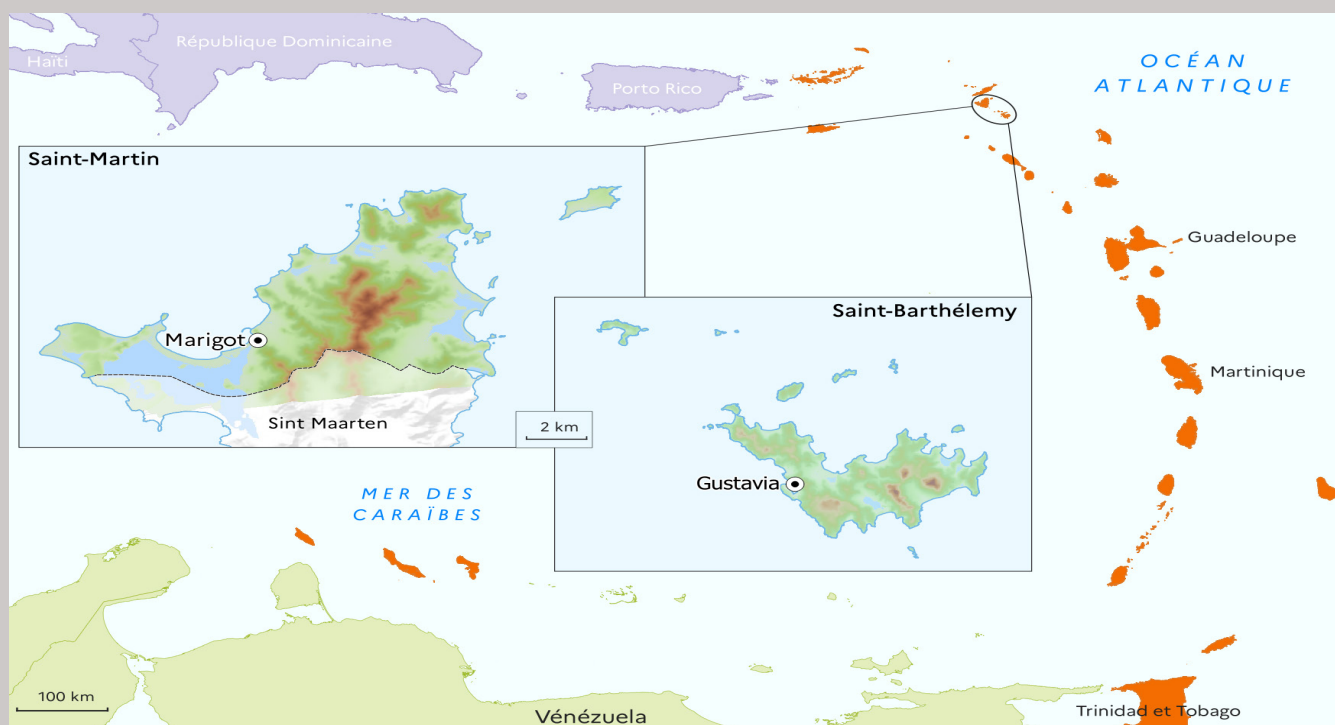 République Dominicaine
Haïti
Porto Rico
OCÉAN
ATLANTIQUE
Saint-Martin
Marigot
Sint Maarten
2 km
Guadeloupe
Saint-Barthélemy
Gustavia
Martinique
MER DES
CARAÏBES
100 km
Vénézuela
Trinidad et Tobago